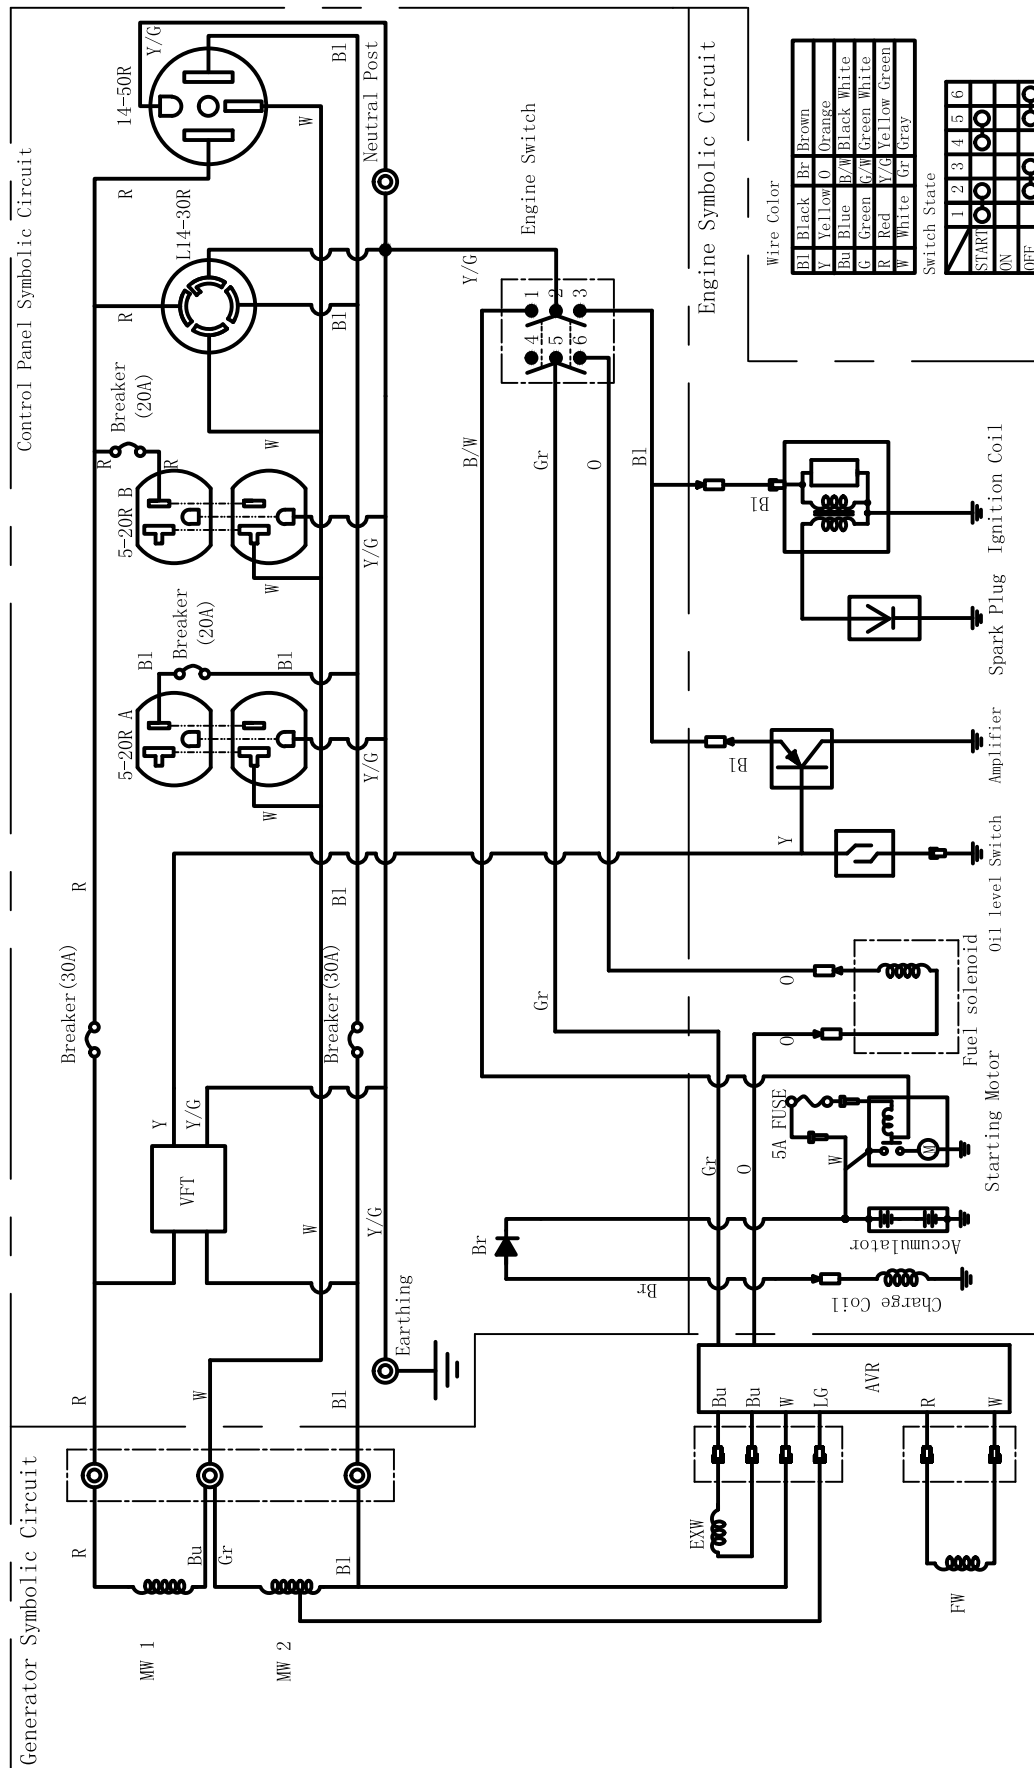 Control Panel Symbolic Circuit
14-50R
Y/G
Bl
W
Neutral Post
R
L14-30R
R
Bl
Engine Switch
Y/G
1
2
3
4
5
6
Breaker
(20A)
R
R
W
B/W
Gr
O
Bl
5-20R B
W
Y/G
Bl
Breaker
(20A)
Bl
5-20R A
W
Y/G
R
Bl
Breaker(30A)
Breaker(30A)
Gr
Y
Y/G
VFT
W
Y/G
R
W
Bl
Earthing
Generator Symbolic Circuit
R
Bu
Gr
Bl
MW 1
MW 2
Engine Symbolic Circuit
Wire Color
Bl Black Br Brown
Y Yellow O Orange
Bu Blue B/W Black White
G Green G/W Green White
R Red Y/G Yellow Green
W White Gr Gray
Switch State
1 2 3 4 5 6
START
ON
OFF
Bl
Ignition Coil
Spark Plug
Bl
Amplifier
Y
Oil level Switch
O
O
Fuel solenoid
5A FUSE
W
M
Starting Motor
Gr
O
Br
Br
Accumulator
Charge Coil
AVR
Bu
Bu
W
LG
R
W
EXW
FW